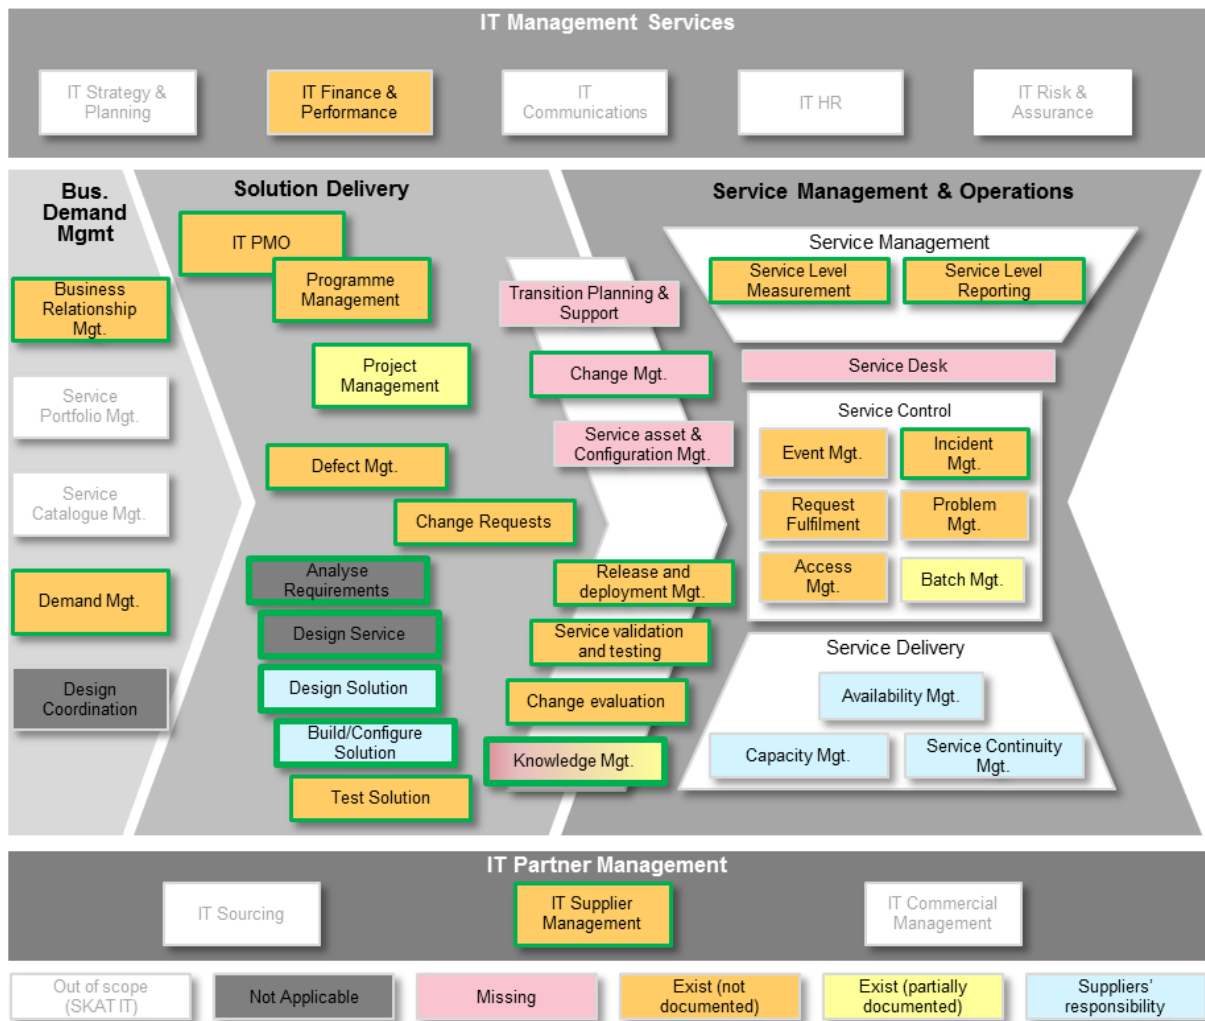 IT Management Services
IT Strategy &
Planning
IT Finance &
Performance
IT
Communications
IT HR
IT Risk &
Assurance
Bus.
Demand
Mgmt
Business
Relationship
Mgt.
Service
Portfolio Mgt.
Service
Catalogue Mgt.
Demand Mgt.
Design
Coordination
Solution Delivery
IT PMO
Programme
Management
Project
Management
Defect Mgt.
Change Requests
Analyse
Requirements
Design Service
Design Solution
Build/Configure
Solution
Test Solution
Transition Planning &
Support
Change Mgt.
Service asset &
Configuration Mgt.
Release and
deployment Mgt.
Service validation
and testing
Change evaluation
Knowledge Mgt.
Service Management & Operations
Service Management
Service Level
Measurement
Service Level
Reporting
Service Desk
Service Control
Event Mgt.
Incident
Mgt.
Request
Fulfilment
Problem
Mgt.
Access
Mgt.
Batch Mgt.
Service Delivery
Availability Mgt.
Capacity Mgt.
Service Continuity
Mgt.
IT Partner Management
IT Sourcing
IT Supplier
Management
IT Commercial
Management
Out of scope
(SKAT IT)
Not Applicable
Missing
Exist (not
documented)
Exist (partially
documented)
Suppliers'
responsibility